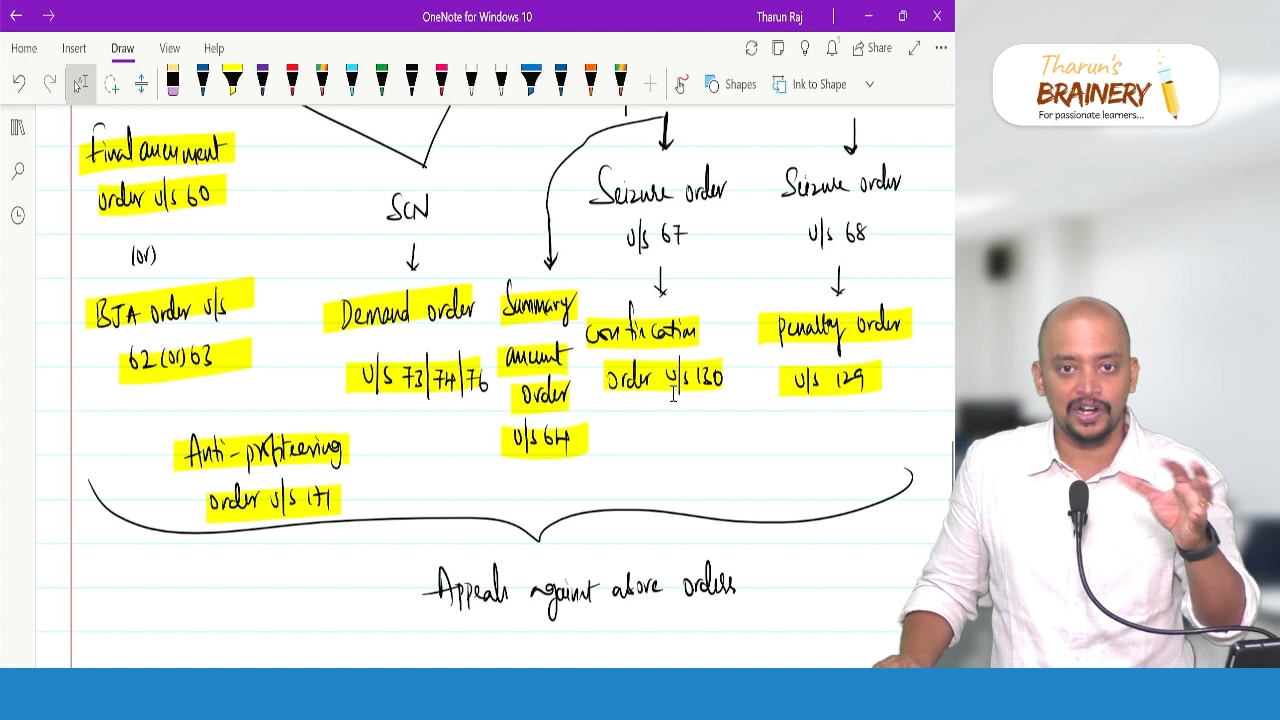 OneNote for Windows 10
Tharun Raj
Home Insert Draw View Help
Share
Shapes
Ink to Shape
Tharun's
BRAINERY
For passionate learners...
Final assessment
order u/s 60
(or)
BJA order u/s
62 (or) 63
SCN
Demand order
U/s 73/74/76
Summary
order
u/s 64
Seizure order
u/s 67
Confiscation
order u/s 130
Seizure order
u/s 68
penalty order
u/s 129
Anti-profiteering
order u/s 171
Appeals against above orders